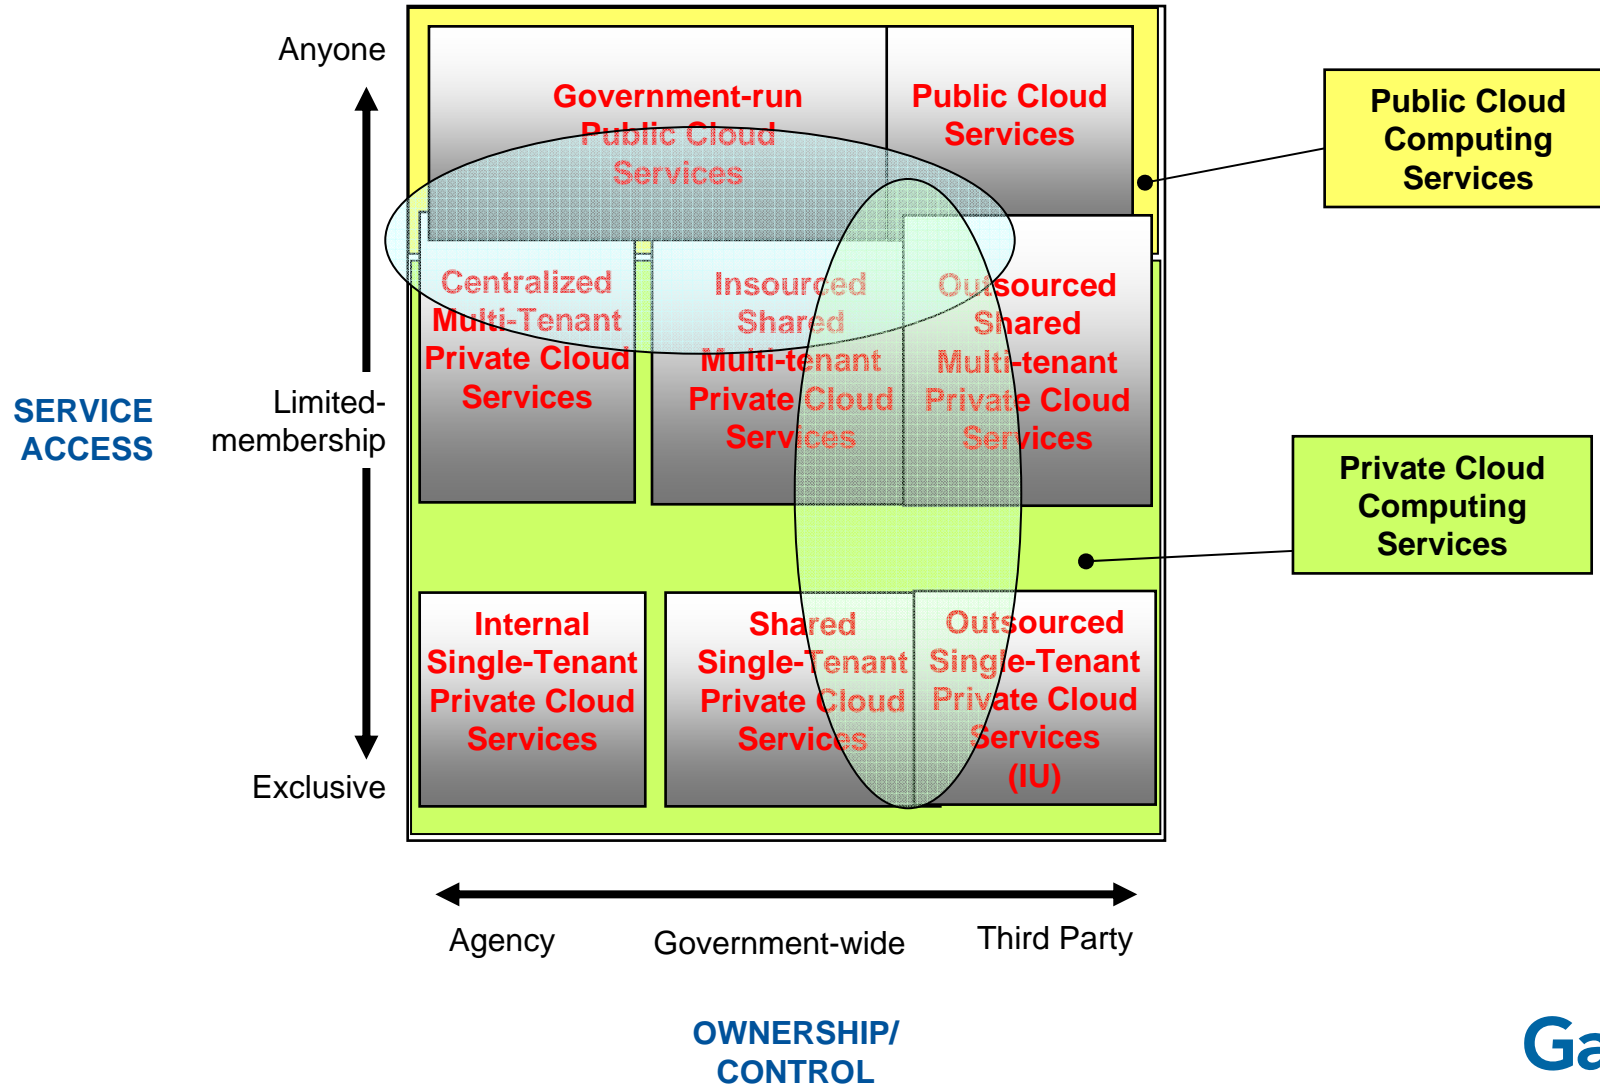 Anyone
Government-run
Public Cloud
Services
Public Cloud
Services
Public Cloud
Computing
Services
Centralized
Multi-Tenant
Private Cloud
Services
Insourced
Shared
Multi-tenant
Private Cloud
Services
Outsourced
Shared
Multi-tenant
Private Cloud
Services
SERVICE
ACCESS
Limited-
membership
Private Cloud
Computing
Services
Internal
Single-Tenant
Private Cloud
Services
Shared
Single-Tenant
Private Cloud
Services
Outsourced
Single-Tenant
Private Cloud
Services
(IU)
Exclusive
Agency
Government-wide
Third Party
OWNERSHIP/
CONTROL
Ga